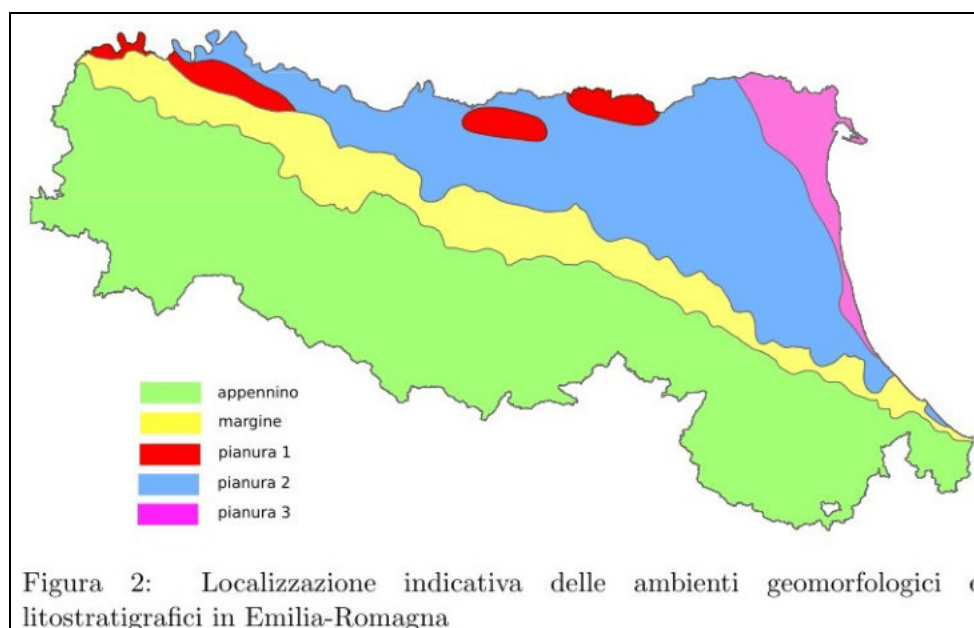 appennino
margine
pianura 1
pianura 2
pianura 3
Figura 2: Localizzazione indicativa delle ambienti geomorfologici e
litostratigrafici in Emilia-Romagna